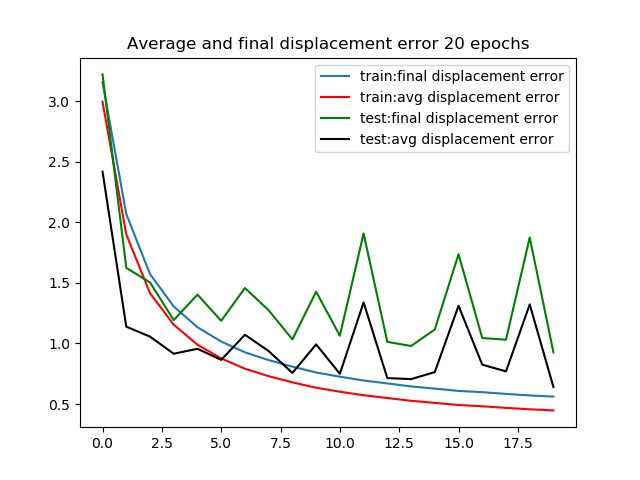 Average and final displacement error 20 epochs
train:final displacement error
train:avg displacement error
test:final displacement error
test:avg displacement error
3.0
2.5
2.0
1.5
1.0
0.5
0.0 2.5 5.0 7.5 10.0 12.5 15.0 17.5